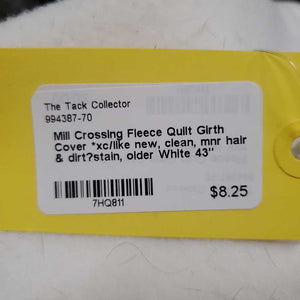 The Tack Collector
994387-70
Mill Crossing Fleece Quilt Girth
Cover *xc/like new, clean, mnr hair
& dirt?stain, older White 43"
7HQ811
$8.25